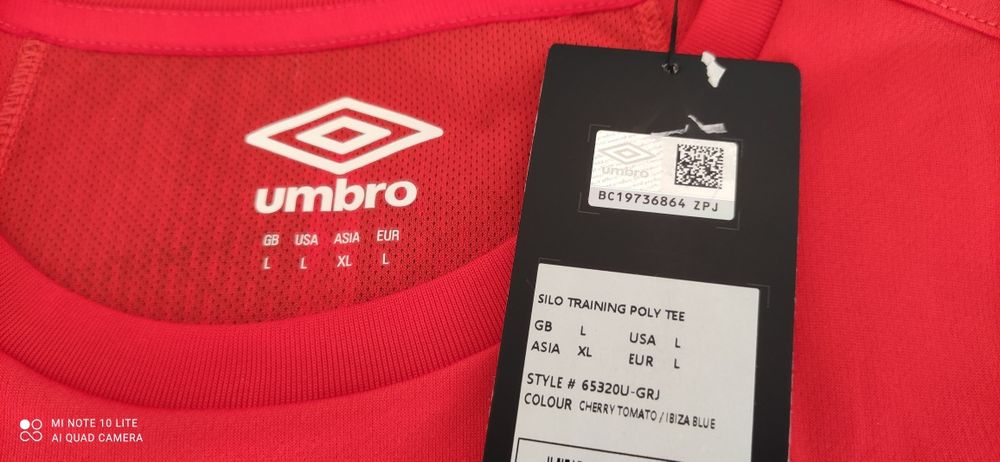 umbro
GB USA ASIA EUR
L L XL L
umbro
BC19736864 ZPJ
SILO TRAINING POLY TEE
GB L USA L
ASIA XL EUR L
STYLE # 65320U-GRJ
COLOUR CHERRY TOMATO / IBIZA BLUE
MI NOTE 10 LITE
AI QUAD CAMERA